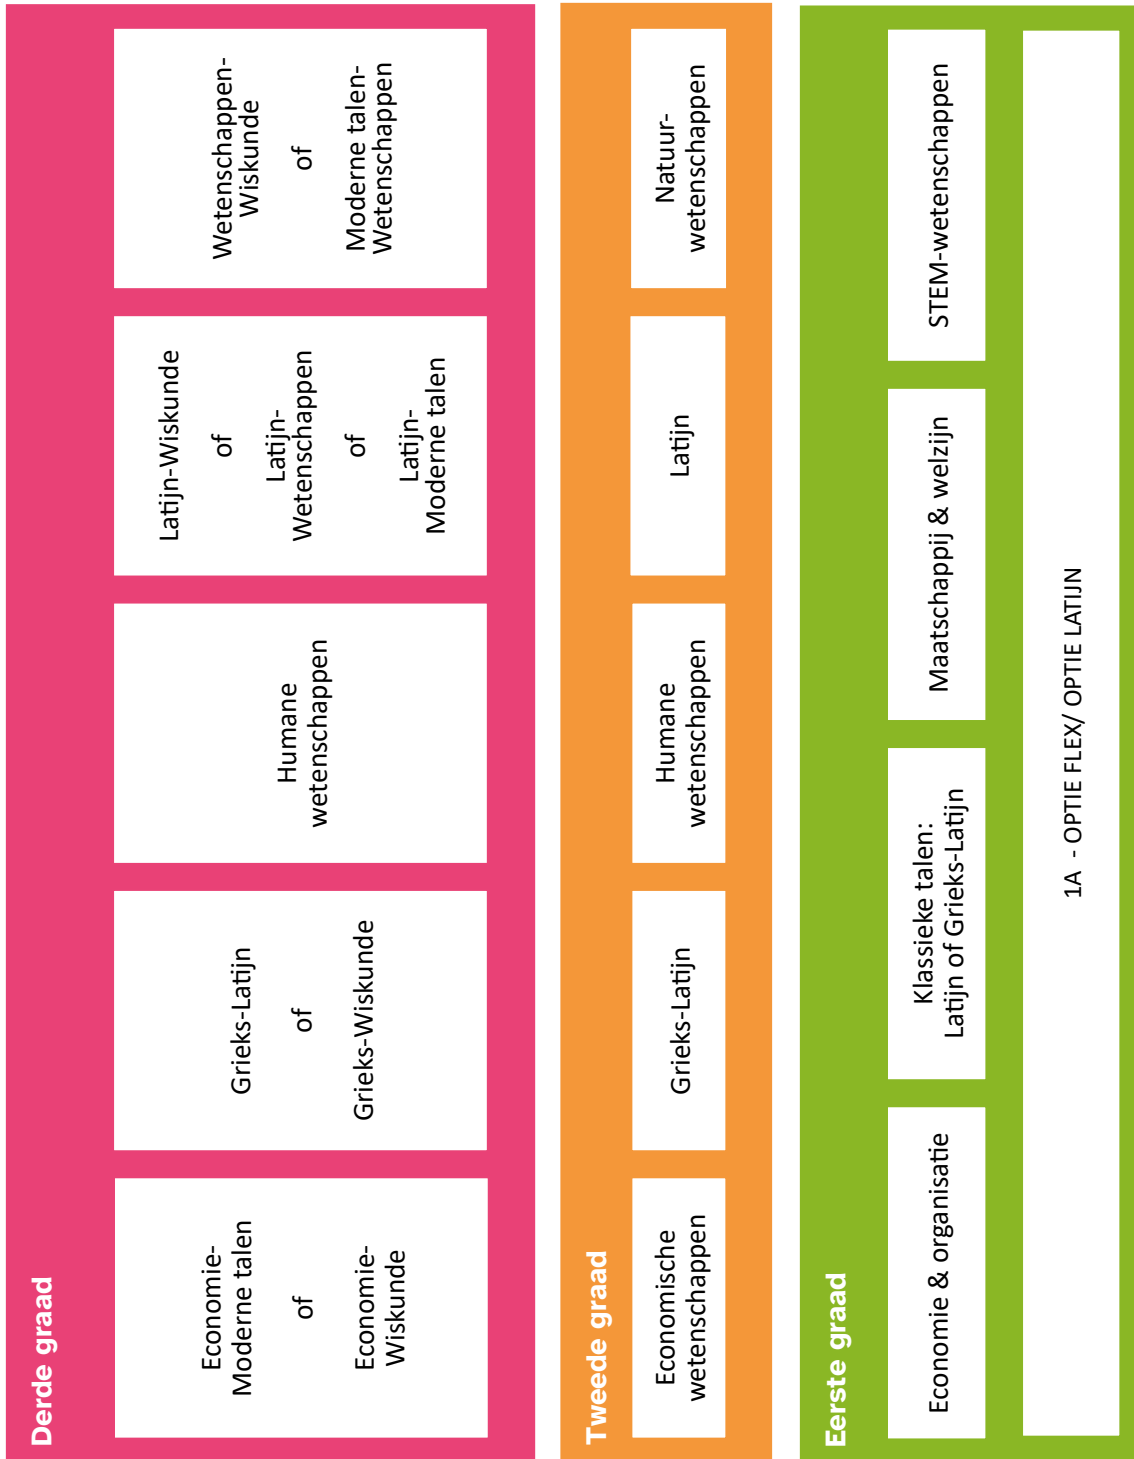 Derde graad
Economie-
Moderne talen
of
Economie-
Wiskunde
Grieks-Latijn
of
Grieks-Wiskunde
Humane
wetenschappen
Latijn-Wiskunde
of
Latijn-
Wetenschappen
of
Latijn-
Moderne talen
Wetenschappen-
Wiskunde
of
Moderne talen-
Wetenschappen
Tweede graad
Economische
wetenschappen
Grieks-Latijn
Humane
wetenschappen
Latijn
Natuur-
wetenschappen
Eerste graad
Economie & organisatie
Klassieke talen:
Latijn of Grieks-Latijn
Maatschappij & welzijn
STEM-wetenschappen
1A - OPTIE FLEX/ OPTIE LATIJN